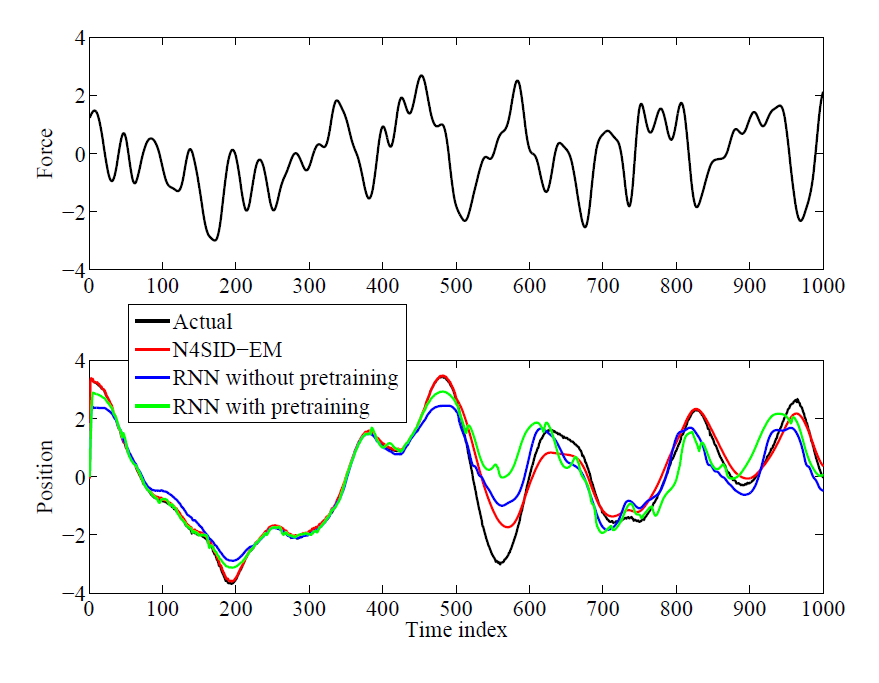 4
2
0
−2
−4
Force
0 100 200 300 400 500 600 700 800 900 1000
Actual
N4SID−EM
RNN without pretraining
RNN with pretraining
4
2
0
−2
−4
Position
0 100 200 300 400 500 600 700 800 900 1000
Time index